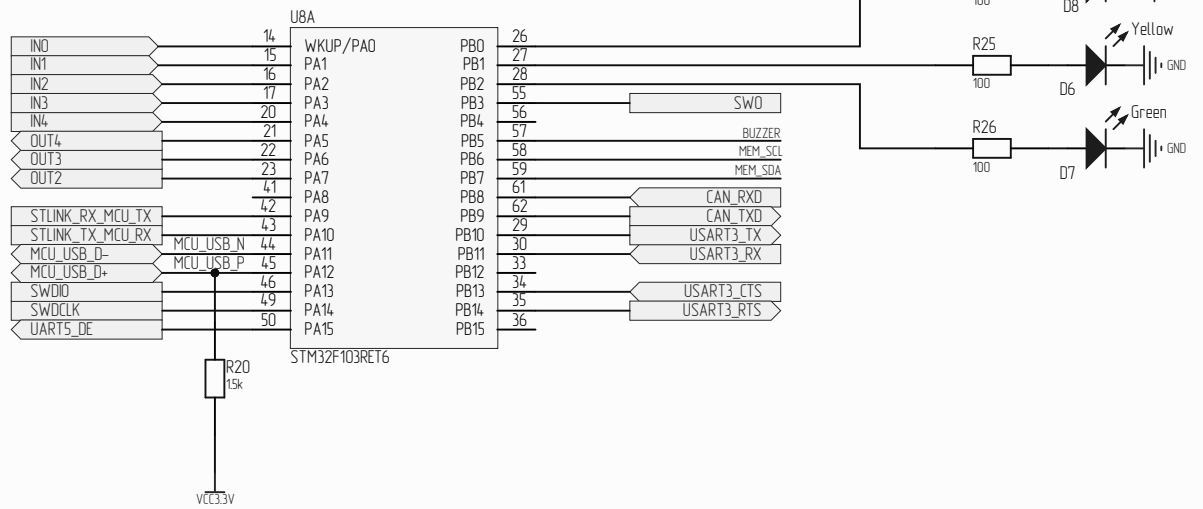 U8A
IN0 14 WKUP/PA0 PB0 26
IN1 15 PA1 PB1 27
IN2 16 PA2 PB2 28
IN3 17 PA3 PB3 55 SWO
IN4 20 PA4 PB4 56
OUT4 21 PA5 PB5 57 BUZZER
OUT3 22 PA6 PB6 58 MEM_SCL
OUT2 23 PA7 PB7 59 MEM_SDA
41 PA8 PB8 61 CAN_RXD
STLINK_RX_MCU_TX 42 PA9 PB9 62 CAN_TXD
STLINK_TX_MCU_RX 43 PA10 PB10 29 USART3_TX
MCU_USB_D- MCU_USB_N 44 PA11 PB11 30 USART3_RX
MCU_USB_D+ MCU_USB_P 45 PA12 PB12 33
SWDIO 46 PA13 PB13 34 USART3_CTS
SWDCLK 49 PA14 PB14 35 USART3_RTS
UART5_DE 50 PA15 PB15 36
STM32F103RET6
R20
1.5k
VCC3.3V
100
D8
Yellow
R25
100
D6
GND
Green
R26
100
D7
GND